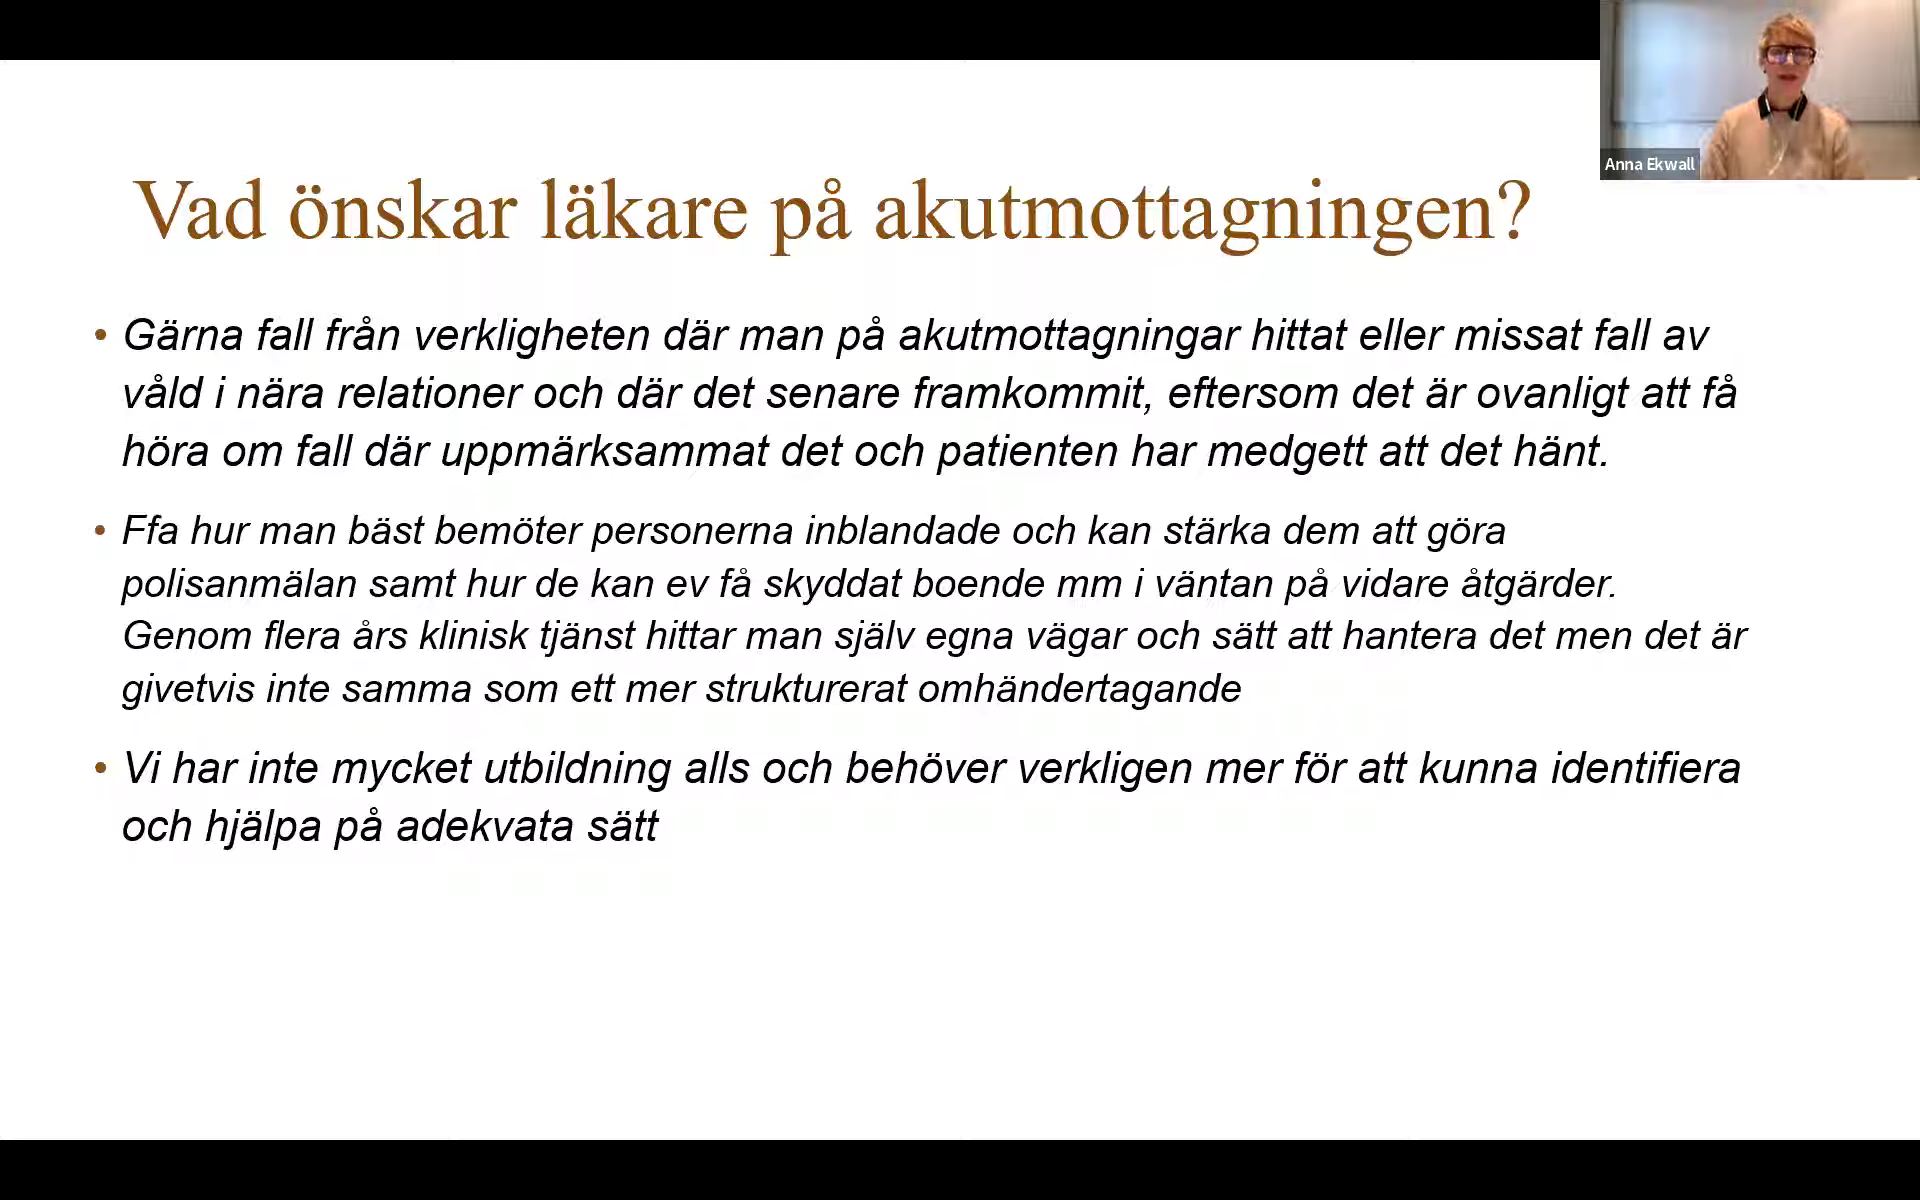 Anna Ekwall
Vad önskar läkare på akutmottagningen?
• Gärna fall från verkligheten där man på akutmottagningar hittat eller missat fall av
våld i nära relationer och där det senare framkommit, eftersom det är ovanligt att få
höra om fall där uppmärksammat det och patienten har medgett att det hänt.
• Ffa hur man bäst bemöter personerna inblandade och kan stärka dem att göra
polisanmälan samt hur de kan ev få skyddat boende mm i väntan på vidare åtgärder.
Genom flera års klinisk tjänst hittar man själv egna vägar och sätt att hantera det men det är
givetvis inte samma som ett mer strukturerat omhändertagande
• Vi har inte mycket utbildning alls och behöver verkligen mer för att kunna identifiera
och hjälpa på adekvata sätt